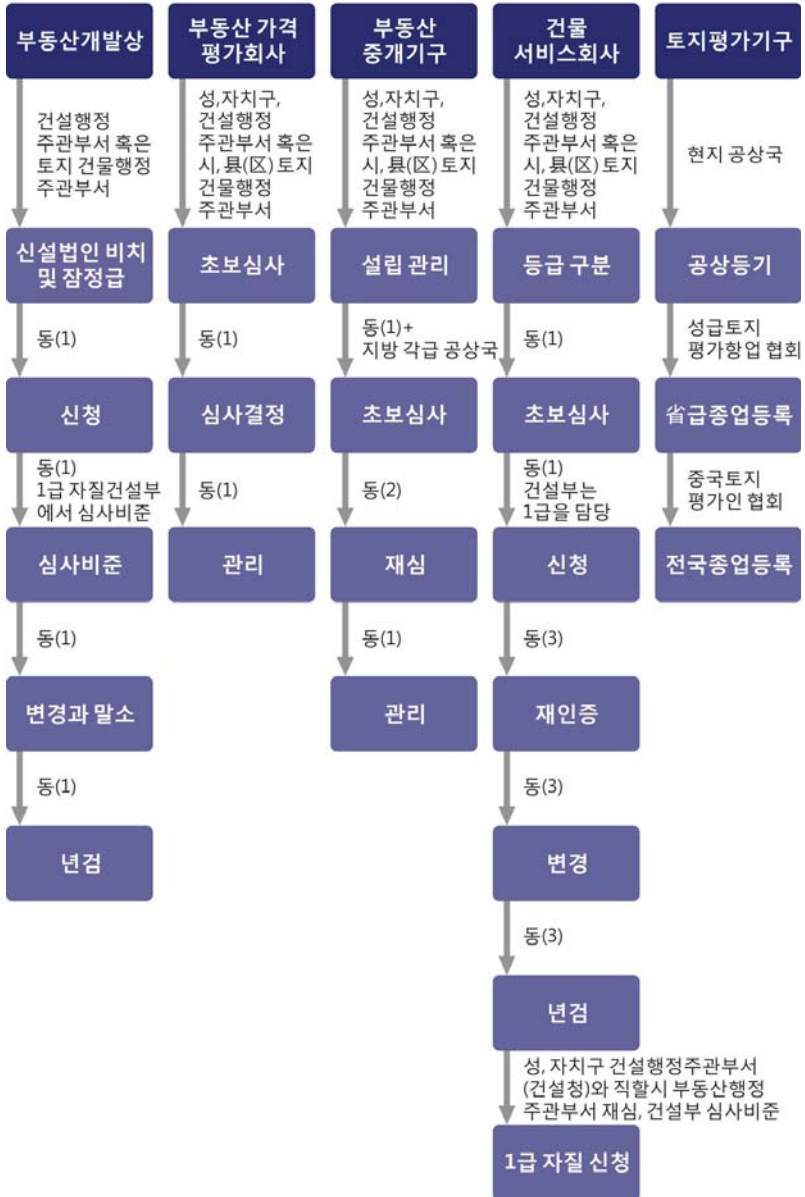 부동산개발상
건설행정
주관부서 혹은
토지 건물행정
주관부서
신설법인 비치
및 잠정급
동(1)
신청
동(1)
1급 자질건설부
에서 심사비준
심사비준
동(1)
변경과 말소
동(1)
년검
부동산 가격
평가회사
성,자치구,
건설행정
주관부서 혹은
시, 县(区) 토지
건물행정
주관부서
초보심사
동(1)
심사결정
동(1)
관리
부동산
중개기구
성,자치구,
건설행정
주관부서 혹은
시, 县(区) 토지
건물행정
주관부서
설립 관리
동(1)+
지방 각급 공상국
초보심사
동(2)
재심
동(1)
관리
건물
서비스회사
성,자치구,
건설행정
주관부서 혹은
시, 县(区) 토지
건물행정
주관부서
등급 구분
동(1)
초보심사
동(1)
건설부는
1급을 담당
신청
동(3)
재인증
동(3)
변경
동(3)
년검
성, 자치구 건설행정주관부서
(건설청)와 직할시 부동산행정
주관부서 재심, 건설부 심사비준
1급 자질 신청
토지평가기구
현지 공상국
공상등기
성급토지
평가항업 협회
省급종업등록
중국토지
평가인 협회
전국종업등록